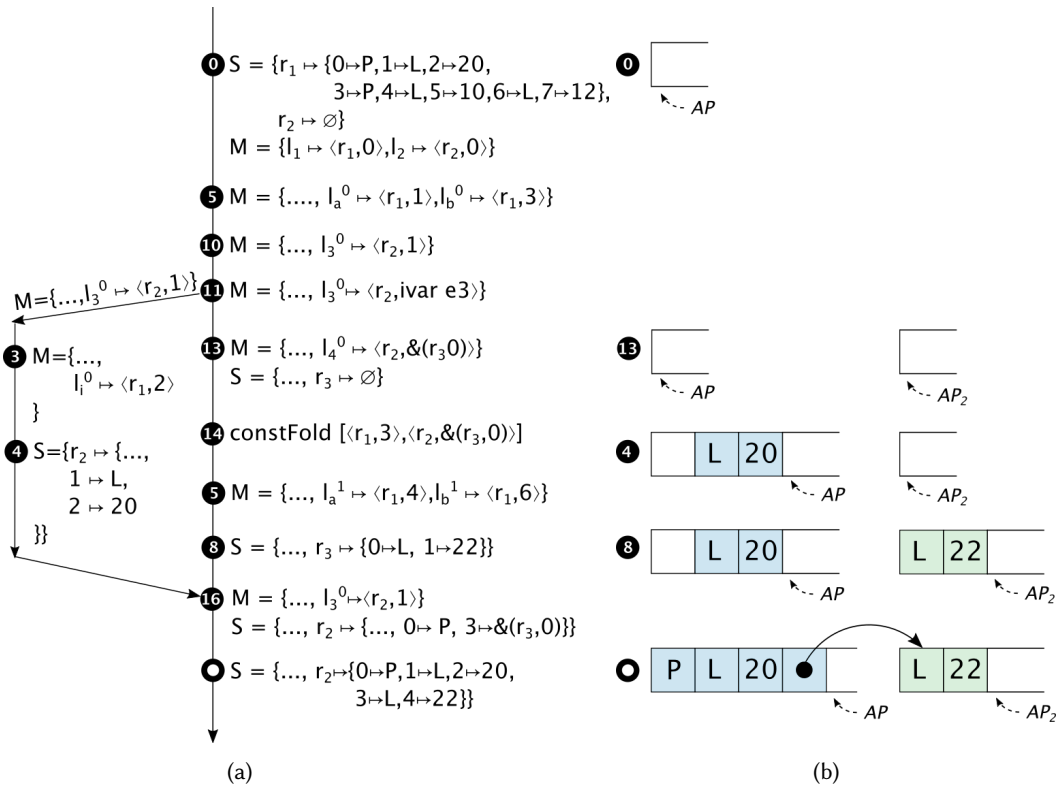 0 S = {r₁ ↦ {0↦P,1↦L,2↦20,
3↦P,4↦L,5↦10,6↦L,7↦12},
r₂ ↦ ∅}
M = {l₁ ↦ ⟨r₁,0⟩,l₂ ↦ ⟨r₂,0⟩}
5 M = {...., lₐ⁰ ↦ ⟨r₁,1⟩,l_b⁰ ↦ ⟨r₁,3⟩}
10 M = {..., l₃⁰ ↦ ⟨r₂,1⟩}
11 M = {..., l₃⁰ ↦ ⟨r₂,ivar e3⟩}
M={...,l₃⁰ ↦ ⟨r₂,1⟩}
3 M={...,
lᵢ⁰ ↦ ⟨r₁,2⟩
}
4 S={r₂ ↦ {...,
1 ↦ L,
2 ↦ 20
}}
13 M = {..., l₄⁰ ↦ ⟨r₂,&(r₃0)⟩}
S = {..., r₃ ↦ ∅}
14 constFold [⟨r₁,3⟩,⟨r₂,&(r₃,0)⟩]
5 M = {..., lₐ¹ ↦ ⟨r₁,4⟩,l_b¹ ↦ ⟨r₁,6⟩}
8 S = {..., r₃ ↦ {0↦L, 1↦22}}
16 M = {..., l₃⁰↦⟨r₂,1⟩}
S = {..., r₂ ↦ {..., 0↦ P, 3↦&(r₃,0)}}
S = {..., r₂↦{0↦P,1↦L,2↦20,
3↦L,4↦22}}
(a)
0
AP
13
AP AP₂
4 L 20
AP AP₂
8 L 20 L 22
AP AP₂
P L 20 L 22
AP AP₂
(b)